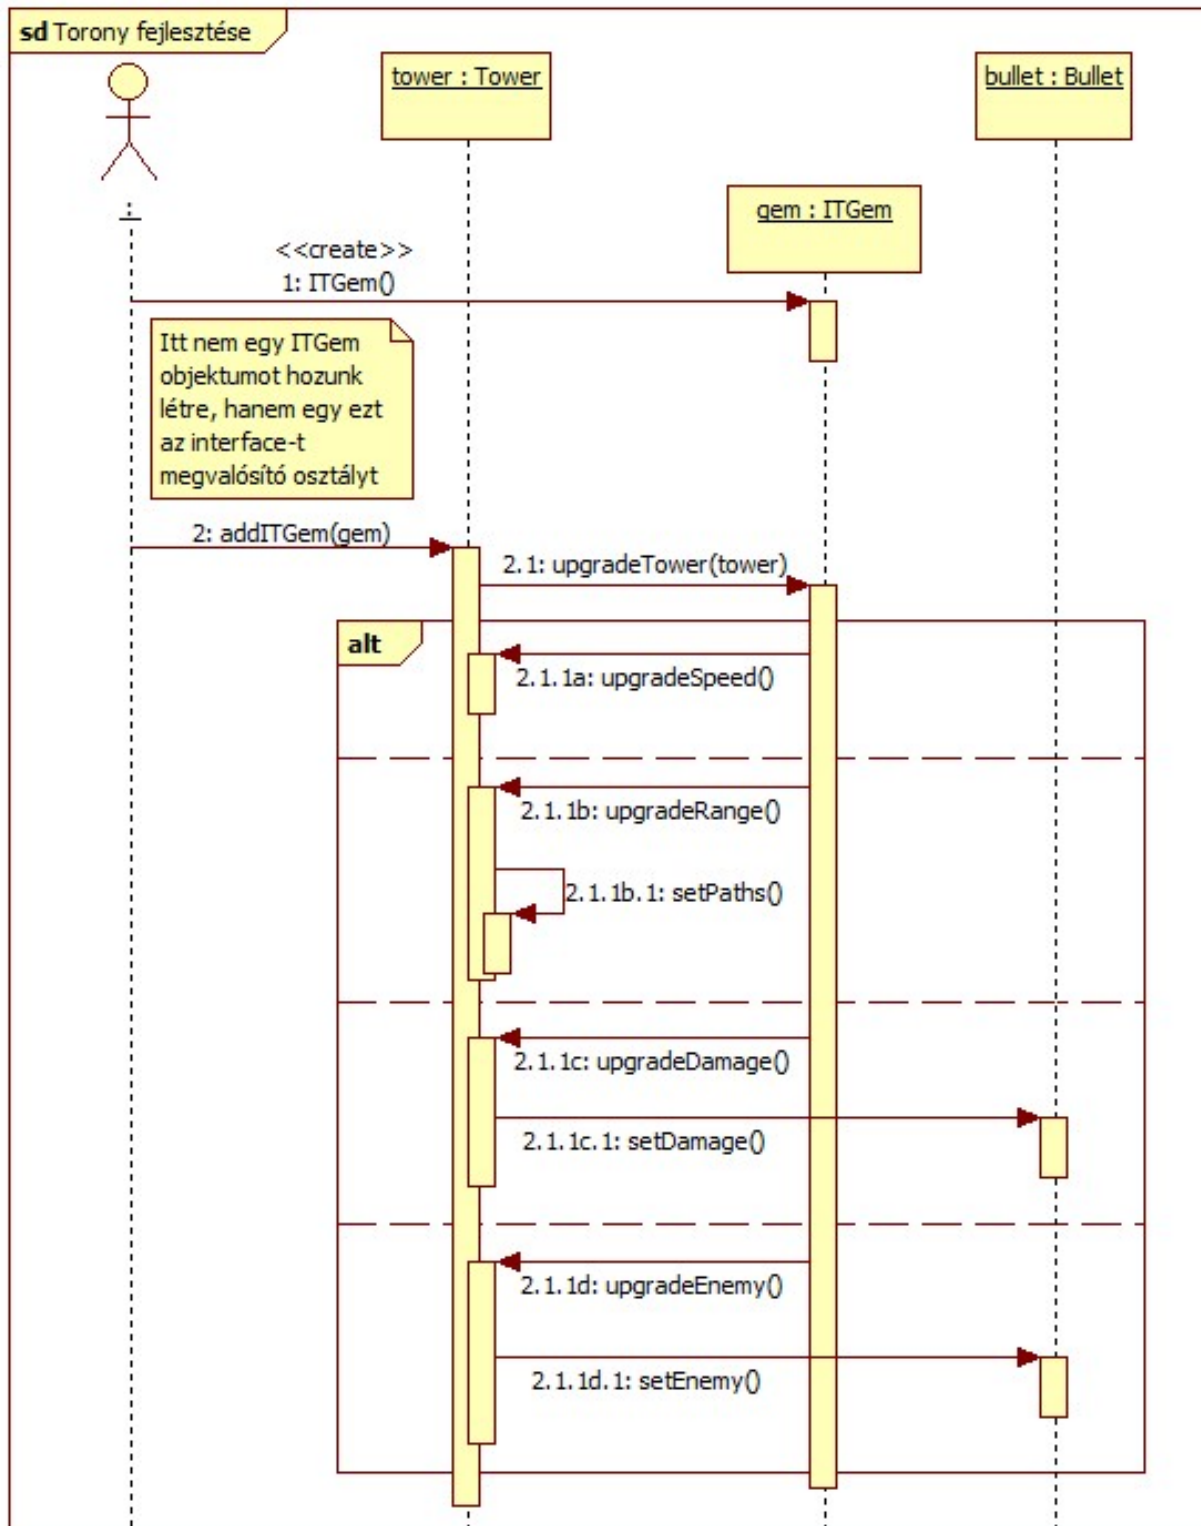 sd Torony fejlesztése
tower : Tower
bullet : Bullet
:
gem : ITGem
<<create>>
1: ITGem()
Itt nem egy ITGem
objektumot hozunk
létre, hanem egy ezt
az interface-t
megvalósító osztályt
2: addITGem(gem)
2.1: upgradeTower(tower)
alt
2.1.1a: upgradeSpeed()
2.1.1b: upgradeRange()
2.1.1b.1: setPaths()
2.1.1c: upgradeDamage()
2.1.1c.1: setDamage()
2.1.1d: upgradeEnemy()
2.1.1d.1: setEnemy()